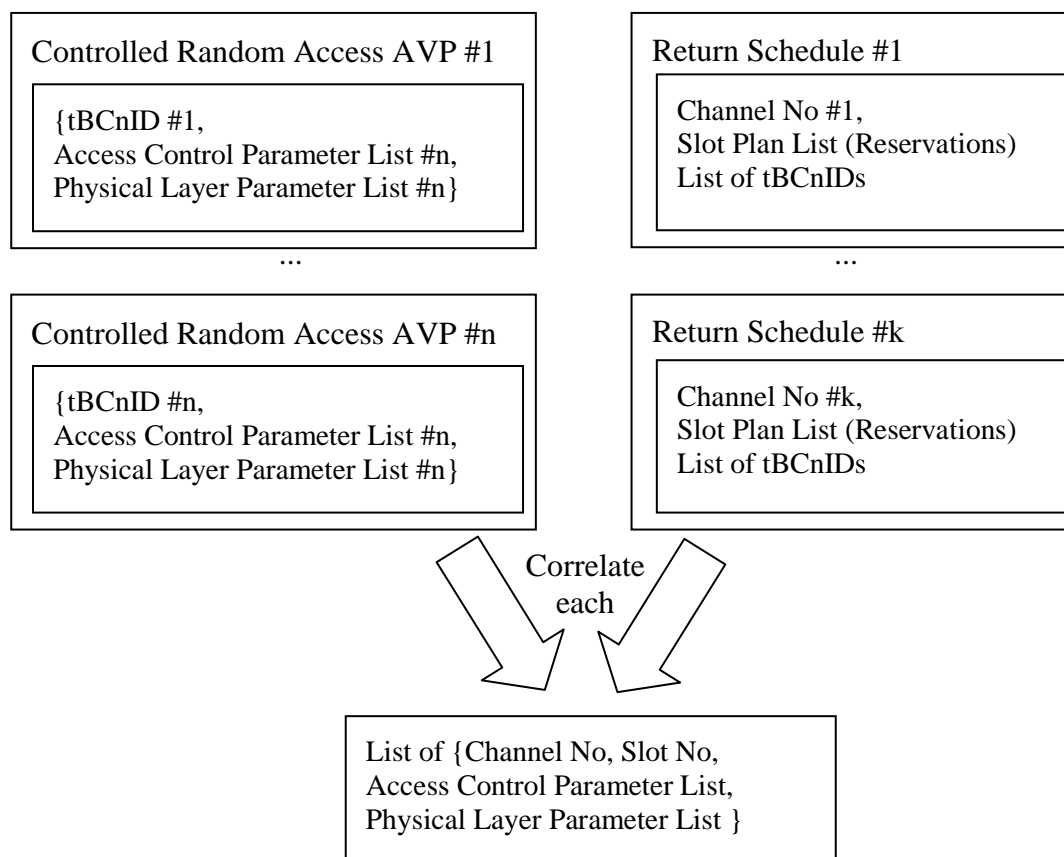 Controlled Random Access AVP #1
{tBCnID #1,
Access Control Parameter List #n,
Physical Layer Parameter List #n}
...
Controlled Random Access AVP #n
{tBCnID #n,
Access Control Parameter List #n,
Physical Layer Parameter List #n}
Return Schedule #1
Channel No #1,
Slot Plan List (Reservations)
List of tBCnIDs
...
Return Schedule #k
Channel No #k,
Slot Plan List (Reservations)
List of tBCnIDs
Correlate
each
List of {Channel No, Slot No,
Access Control Parameter List,
Physical Layer Parameter List }